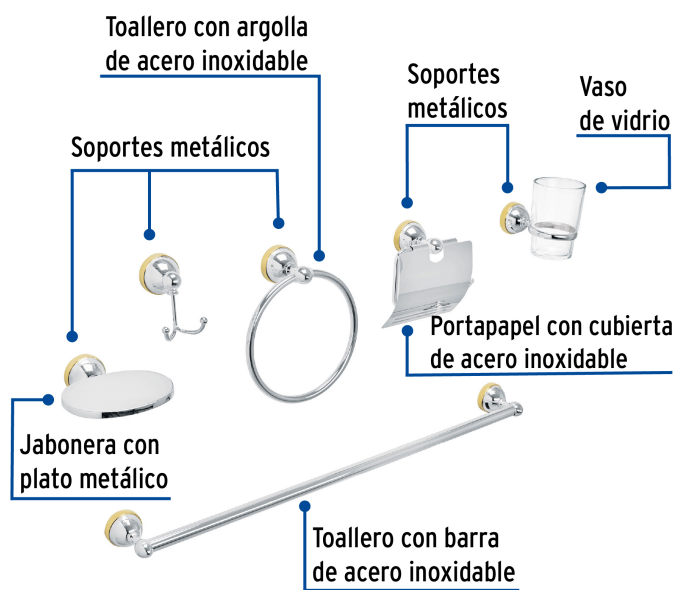 Toallero con argolla
de acero inoxidable
Soportes
metálicos
Vaso
de vidrio
Soportes metálicos
Portapapel con cubierta
de acero inoxidable
Jabonera con
plato metálico
Toallero con barra
de acero inoxidable